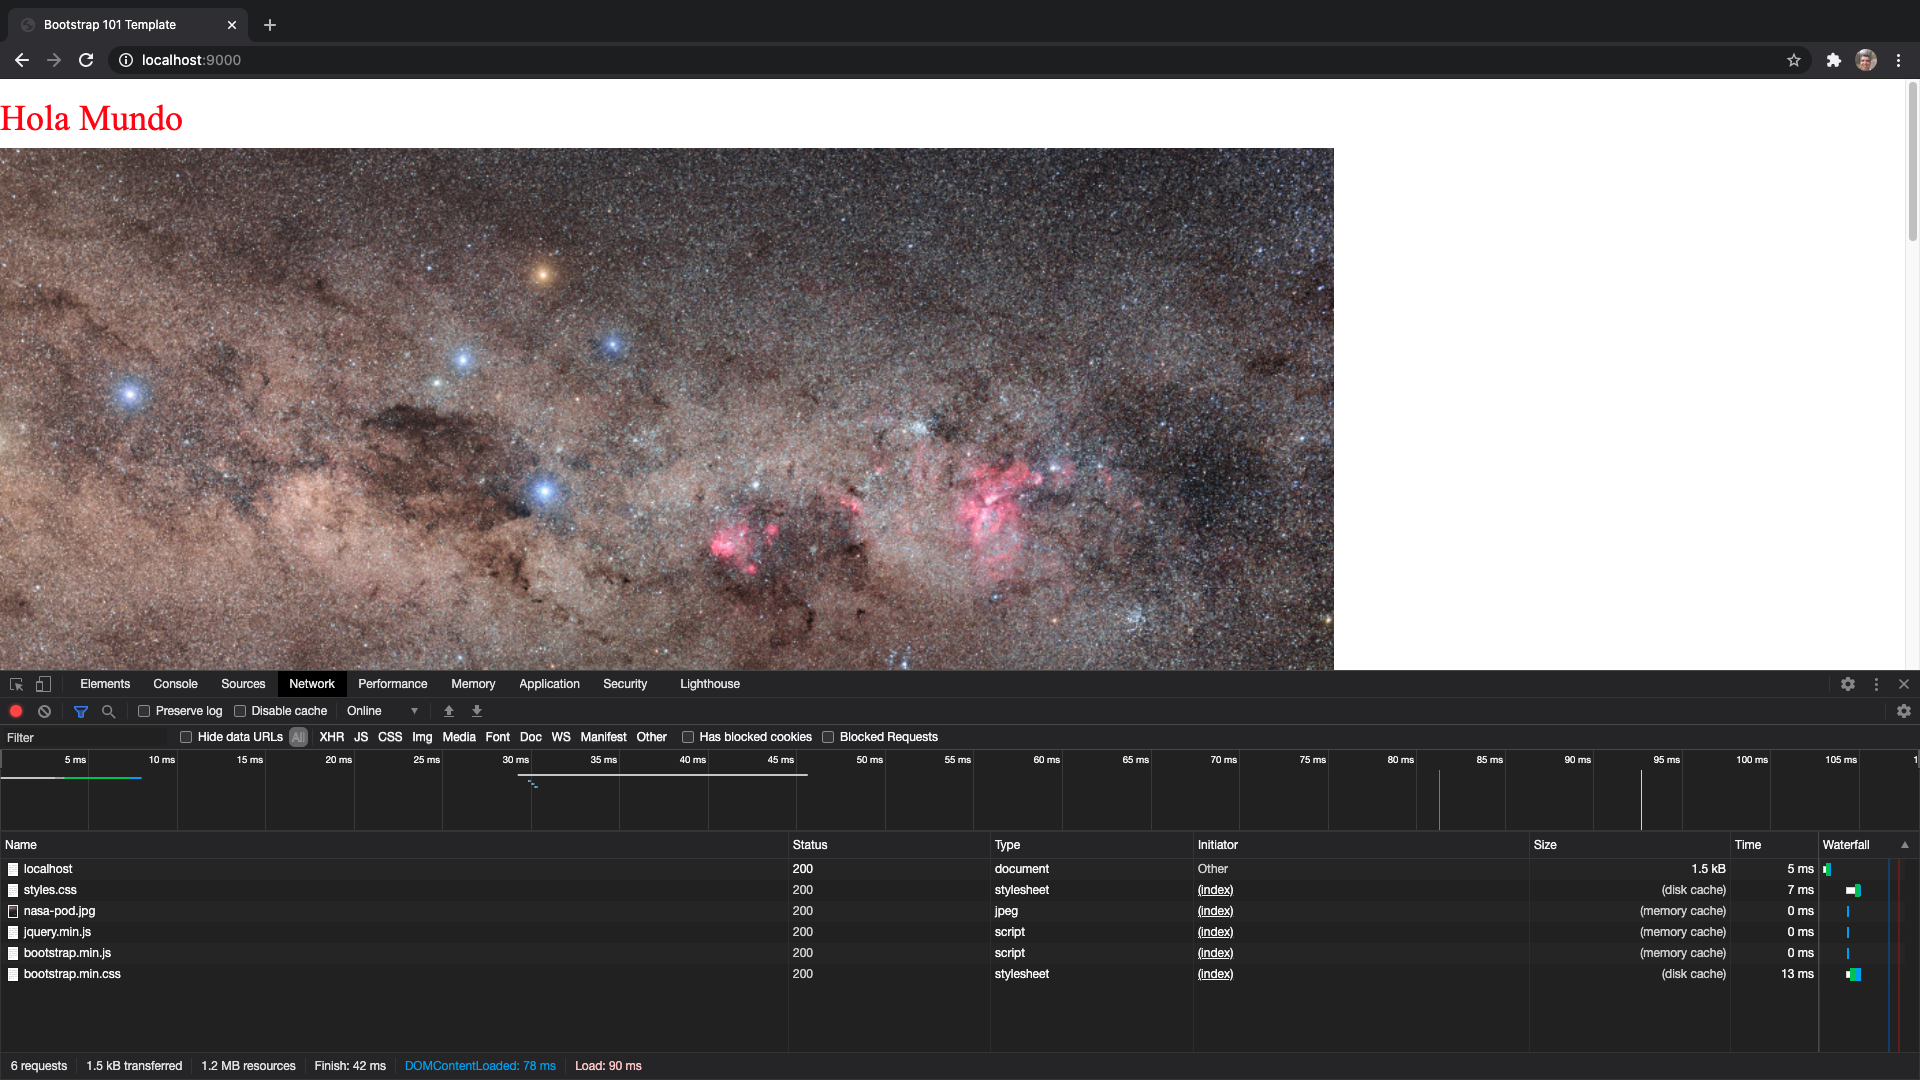 Bootstrap 101 Template
localhost:9000
Hola Mundo
Elements Console Sources Network Performance Memory Application Security Lighthouse
Preserve log Disable cache Online
Filter Hide data URLs All XHR JS CSS Img Media Font Doc WS Manifest Other Has blocked cookies Blocked Requests
5 ms 10 ms 15 ms 20 ms 25 ms 30 ms 35 ms 40 ms 45 ms 50 ms 55 ms 60 ms 65 ms 70 ms 75 ms 80 ms 85 ms 90 ms 95 ms 100 ms 105 ms 1
Name Status Type Initiator Size Time Waterfall
localhost 200 document Other 1.5 kB 5 ms
styles.css 200 stylesheet (index) (disk cache) 7 ms
nasa-pod.jpg 200 jpeg (index) (memory cache) 0 ms
jquery.min.js 200 script (index) (memory cache) 0 ms
bootstrap.min.js 200 script (index) (memory cache) 0 ms
bootstrap.min.css 200 stylesheet (index) (disk cache) 13 ms
6 requests 1.5 kB transferred 1.2 MB resources Finish: 42 ms DOMContentLoaded: 78 ms Load: 90 ms